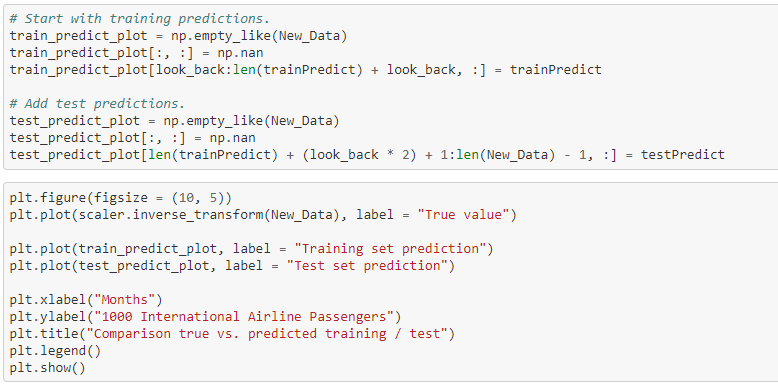 # Start with training predictions.
train_predict_plot = np.empty_like(New_Data)
train_predict_plot[:, :] = np.nan
train_predict_plot[look_back:len(trainPredict) + look_back, :] = trainPredict
# Add test predictions.
test_predict_plot = np.empty_like(New_Data)
test_predict_plot[:, :] = np.nan
test_predict_plot[len(trainPredict) + (look_back * 2) + 1:len(New_Data) - 1, :] = testPredict
plt.figure(figsize = (10, 5))
plt.plot(scaler.inverse_transform(New_Data), label = "True value")
plt.plot(train_predict_plot, label = "Training set prediction")
plt.plot(test_predict_plot, label = "Test set prediction")
plt.xlabel("Months")
plt.ylabel("1000 International Airline Passengers")
plt.title("Comparison true vs. predicted training / test")
plt.legend()
plt.show()